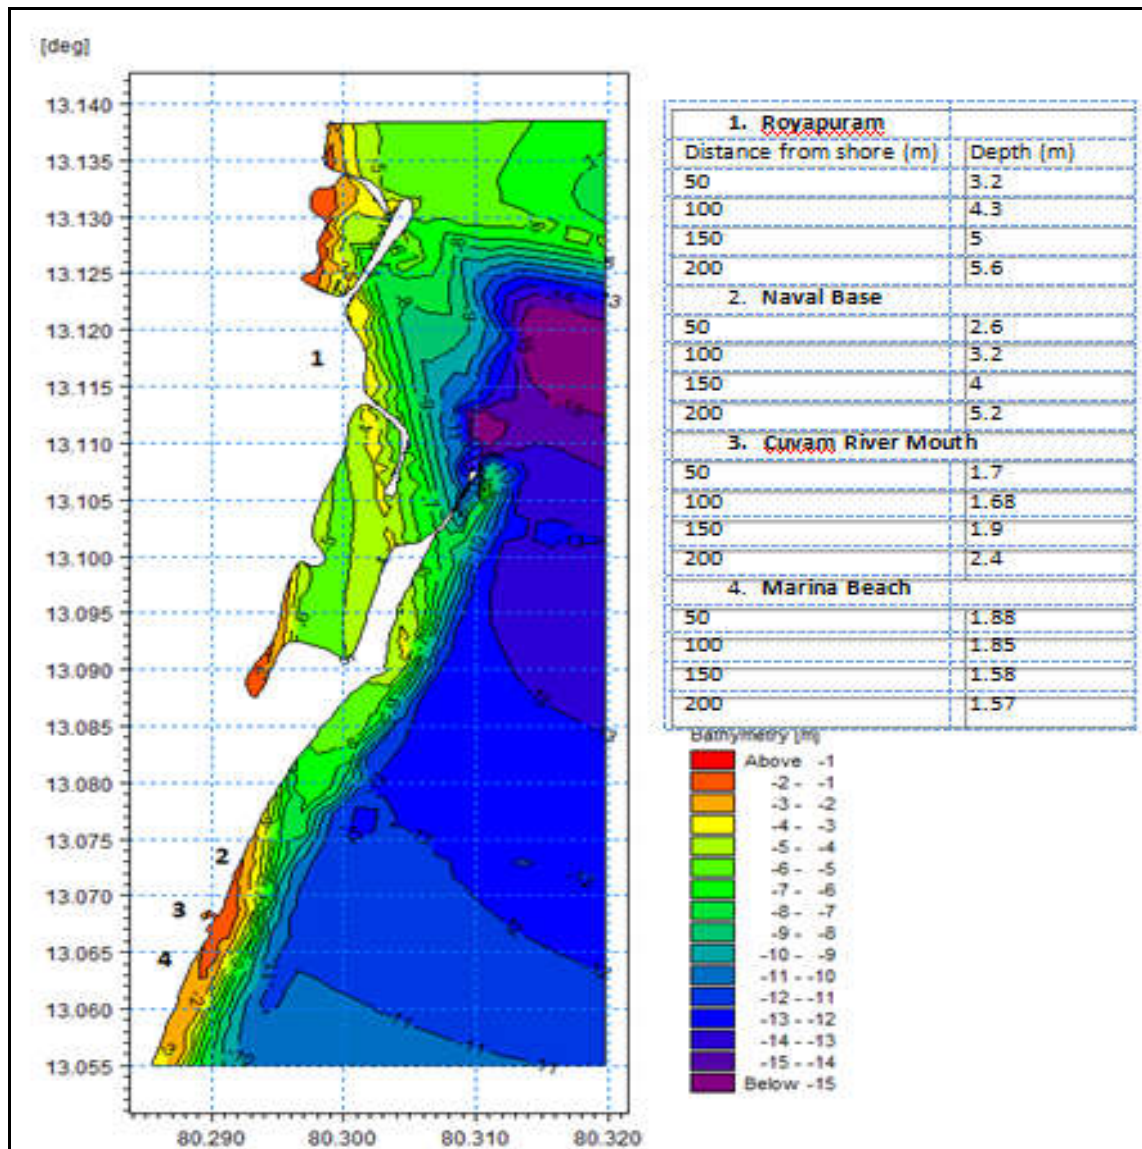 [deg]
13.140
13.135
13.130
13.125
13.120
13.115
13.110
13.105
13.100
13.095
13.090
13.085
13.080
13.075
13.070
13.065
13.060
13.055
80.290 80.300 80.310 80.320
1
2
3
4
1. Royapuram
Distance from shore (m) Depth (m)
50 3.2
100 4.3
150 5
200 5.6
2. Naval Base
50 2.6
100 3.2
150 4
200 5.2
3. Cuvam River Mouth
50 1.7
100 1.68
150 1.9
200 2.4
4. Marina Beach
50 1.88
100 1.85
150 1.58
200 1.57
Bathymetry [m]
Above -1
-2 - -1
-3 - -2
-4 - -3
-5 - -4
-6 - -5
-7 - -6
-8 - -7
-9 - -8
-10 - -9
-11 - -10
-12 - -11
-13 - -12
-14 - -13
-15 - -14
Below -15